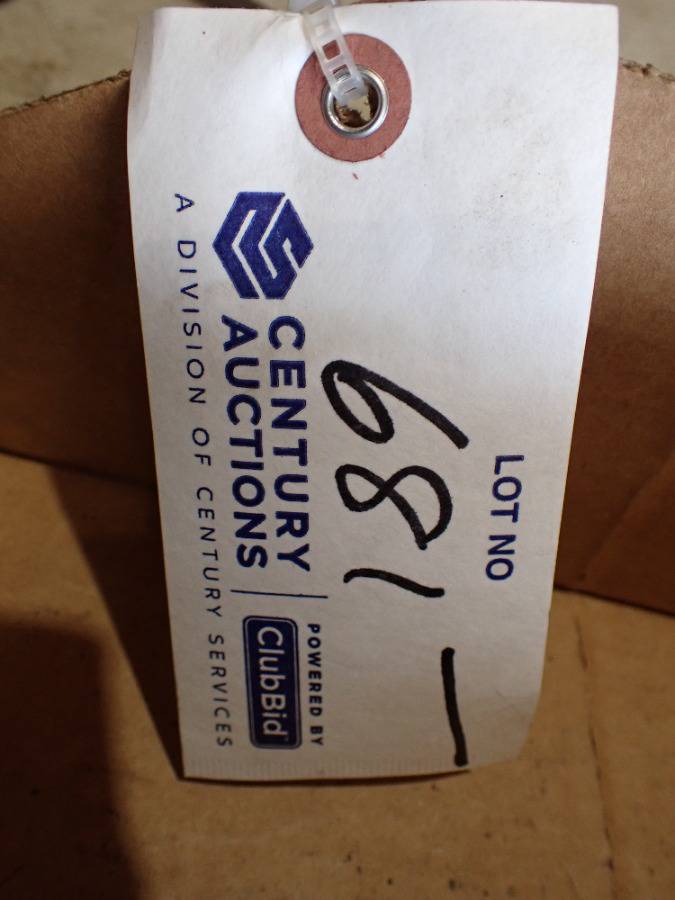 LOT NO
681
CENTURY
AUCTIONS
POWERED BY
ClubBid
A DIVISION OF CENTURY SERVICES